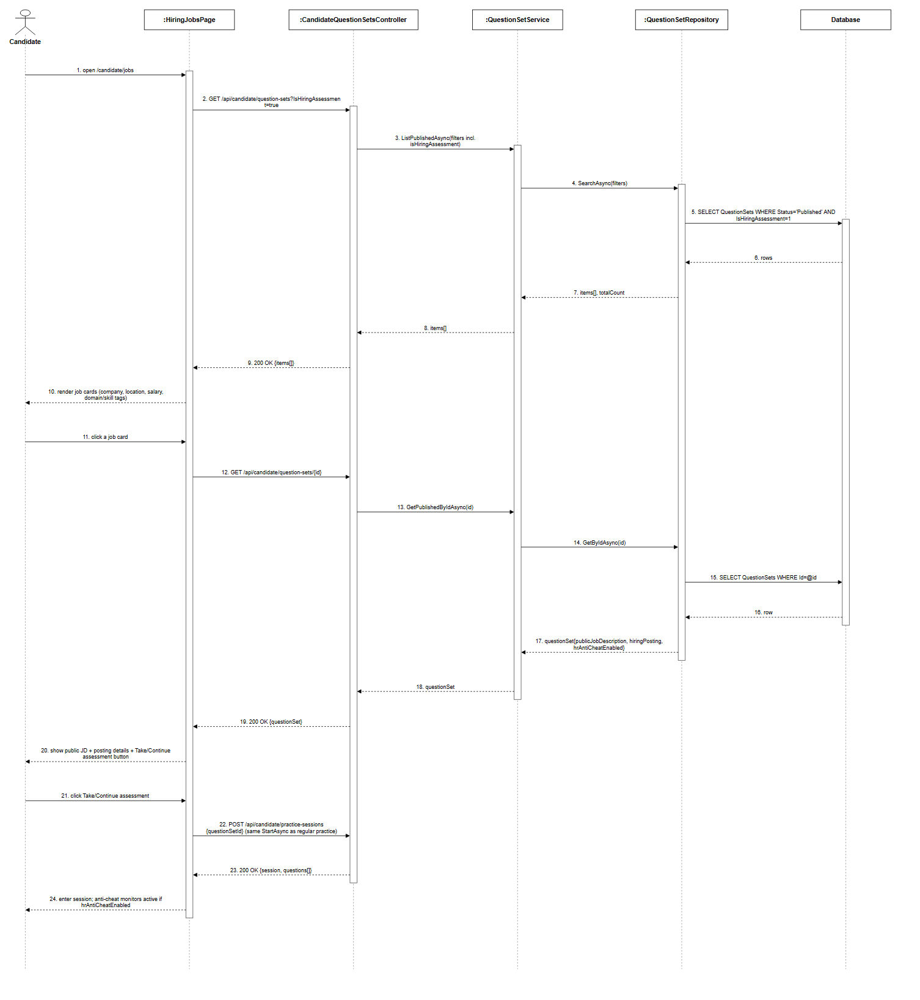 :HiringJobsPage
:CandidateQuestionSetsController
:QuestionSetService
:QuestionSetRepository
Database
Candidate
1. open /candidate/jobs
2. GET /api/candidate/question-sets?IsHiringAssessmen
t=true
3. ListPublishedAsync(filters incl.
isHiringAssessment)
4. SearchAsync(filters)
5. SELECT QuestionSets WHERE Status='Published' AND
IsHiringAssessment=1
6. rows
7. items[], totalCount
8. items[]
9. 200 OK {items[]}
10. render job cards (company, location, salary,
domain/skill tags)
11. click a job card
12. GET /api/candidate/question-sets/{id}
13. GetPublishedByIdAsync(id)
14. GetByIdAsync(id)
15. SELECT QuestionSets WHERE Id=@id
16. row
17. questionSet{publicJobDescription, hiringPosting,
hrAntiCheatEnabled}
18. questionSet
19. 200 OK {questionSet}
20. show public JD + posting details + Take/Continue
assessment button
21. click Take/Continue assessment
22. POST /api/candidate/practice-sessions
{questionSetId} (same StartAsync as regular practice)
23. 200 OK {session, questions[]}
24. enter session; anti-cheat monitors active if
hrAntiCheatEnabled